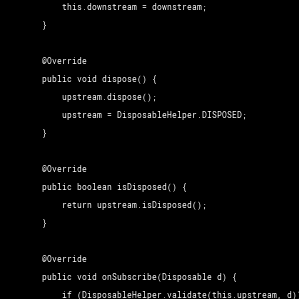 this.downstream = downstream;
}
@Override
public void dispose() {
upstream.dispose();
upstream = DisposableHelper.DISPOSED;
}
@Override
public boolean isDisposed() {
return upstream.isDisposed();
}
@Override
public void onSubscribe(Disposable d) {
if (DisposableHelper.validate(this.upstream, d)